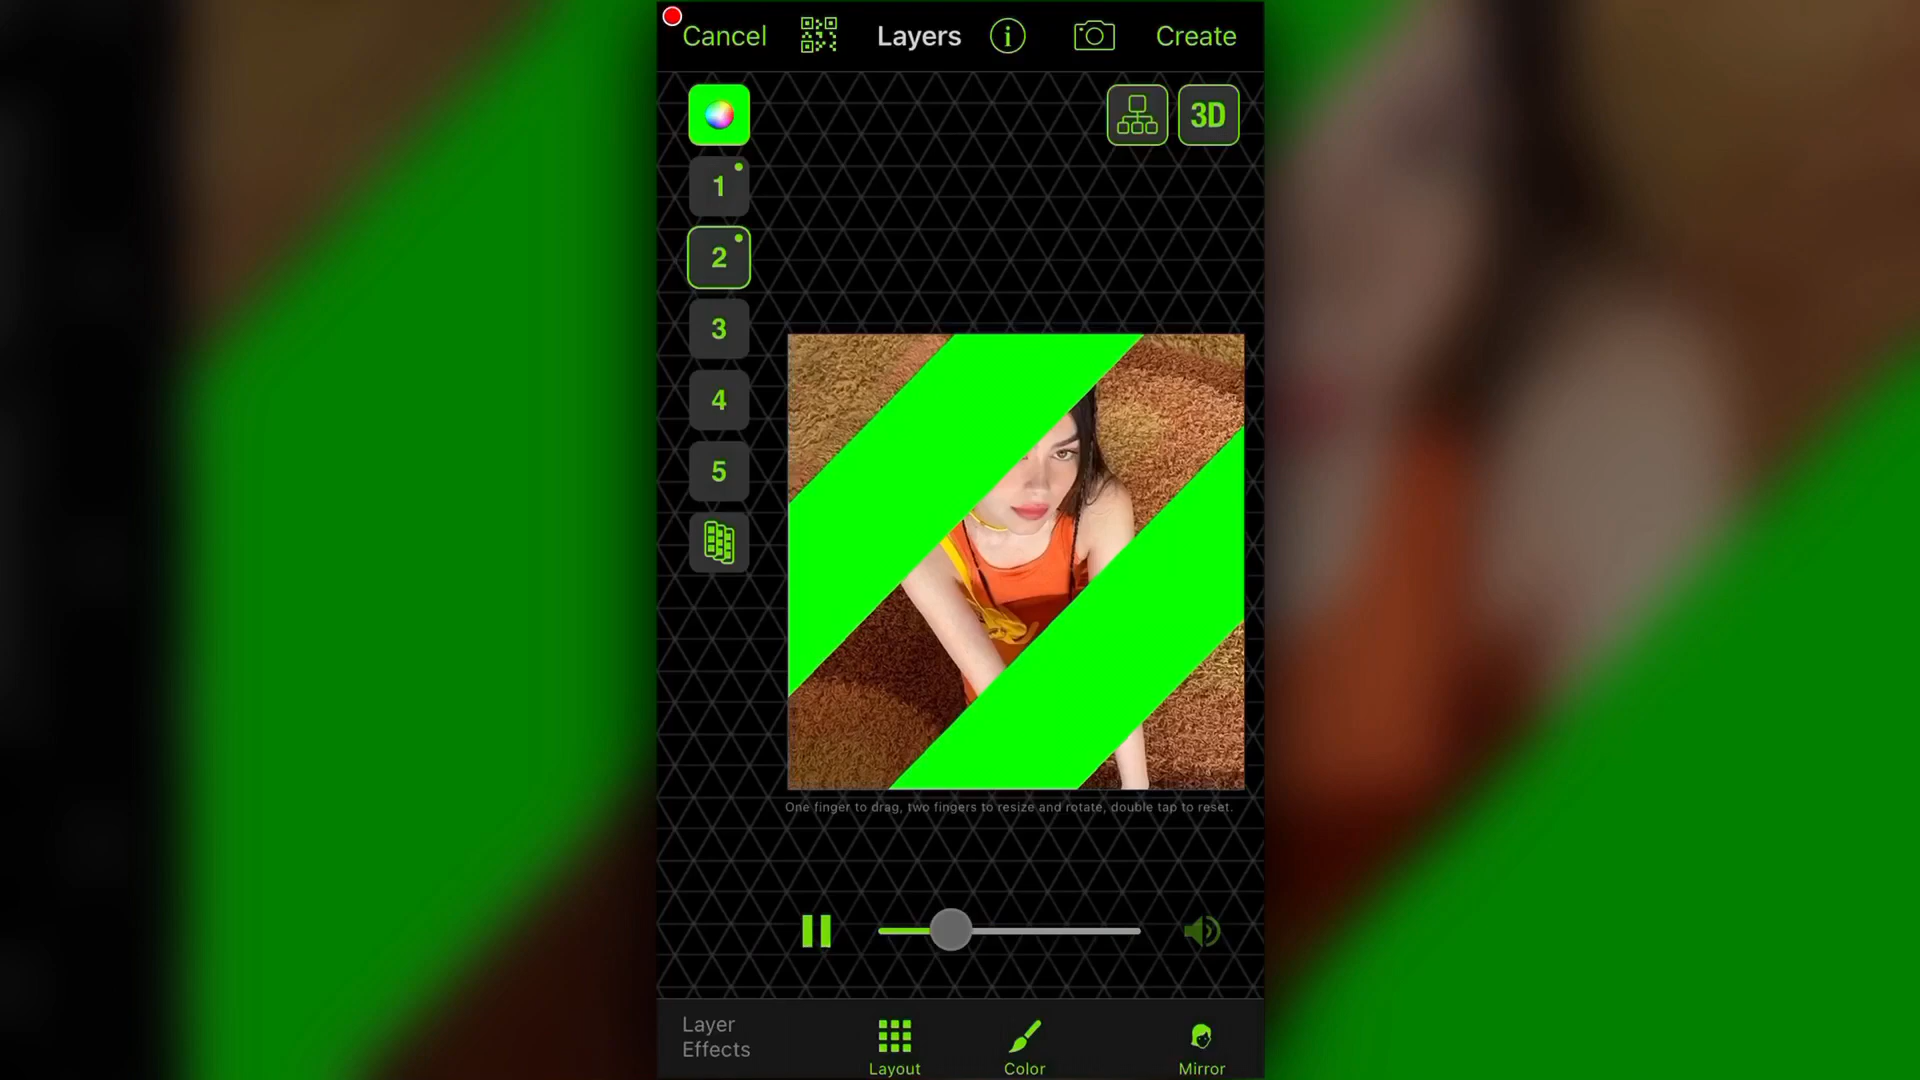 Cancel Layers i Create
3D
1
2
3
4
5
One finger to drag, two fingers to resize and rotate, double tap to reset.
Layer
Effects
Layout Color Mirror